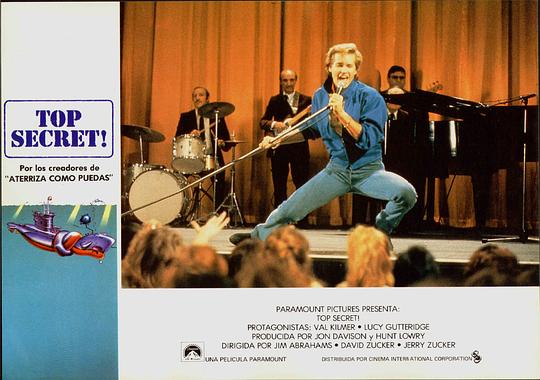 TOP
SECRET!
Por los creadores de
"ATERRIZA COMO PUEDAS"
PARAMOUNT PICTURES PRESENTA:
TOP SECRET!
PROTAGONISTAS: VAL KILMER • LUCY GUTTERIDGE
PRODUCIDA POR JON DAVISON y HUNT LOWRY
DIRIGIDA POR JIM ABRAHAMS • DAVID ZUCKER • JERRY ZUCKER
UNA PELICULA PARAMOUNT
DISTRIBUIDA POR CINEMA INTERNATIONAL CORPORATION